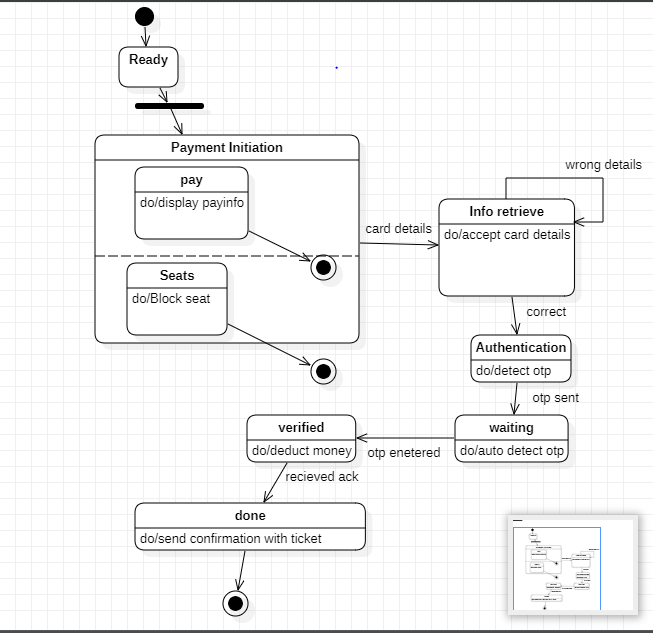 Ready
Payment Initiation
pay
do/display payinfo
Seats
do/Block seat
card details
wrong details
Info retrieve
do/accept card details
correct
Authentication
do/detect otp
otp sent
waiting
do/auto detect otp
otp enetered
verified
do/deduct money
recieved ack
done
do/send confirmation with ticket